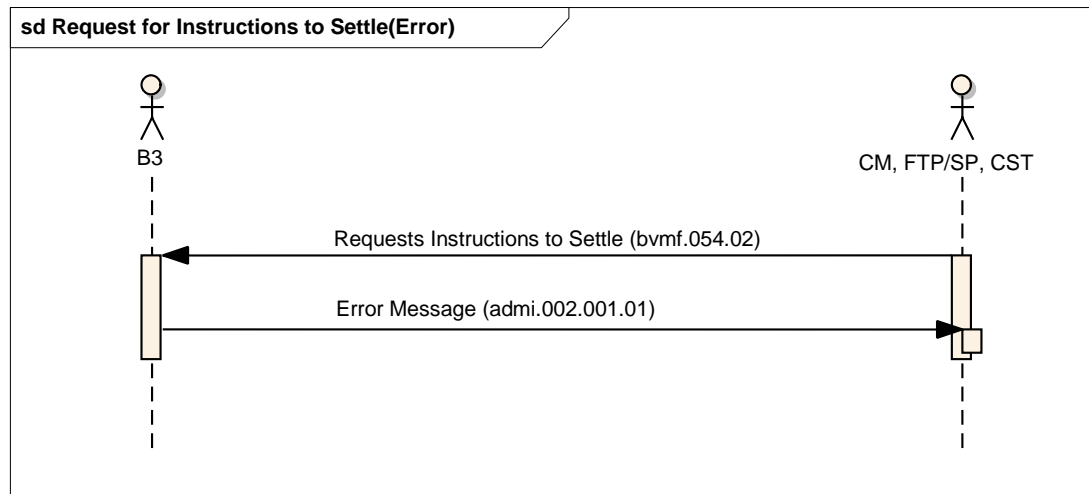 sd Request for Instructions to Settle(Error)
B3
CM, FTP/SP, CST
Requests Instructions to Settle (bvmf.054.02)
Error Message (admi.002.001.01)